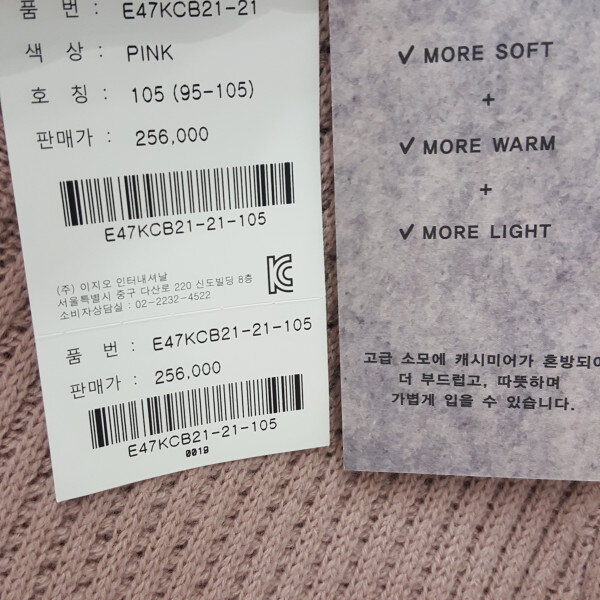 품 번 : E47KCB21-21
색 상 : PINK
호 칭 : 105 (95-105)
판매가 : 256,000
E47KCB21-21-105
(주) 이지오 인터내셔날
서울특별시 중구 다산로 220 신도빌딩 8층
소비자상담실 : 02-2232-4522
품 번 : E47KCB21-21-105
판매가 : 256,000
E47KCB21-21-105
0019
✓ MORE SOFT
+
✓ MORE WARM
+
✓ MORE LIGHT
고급 소모에 캐시미어가 혼방되어
더 부드럽고, 따뜻하며
가볍게 입을 수 있습니다.